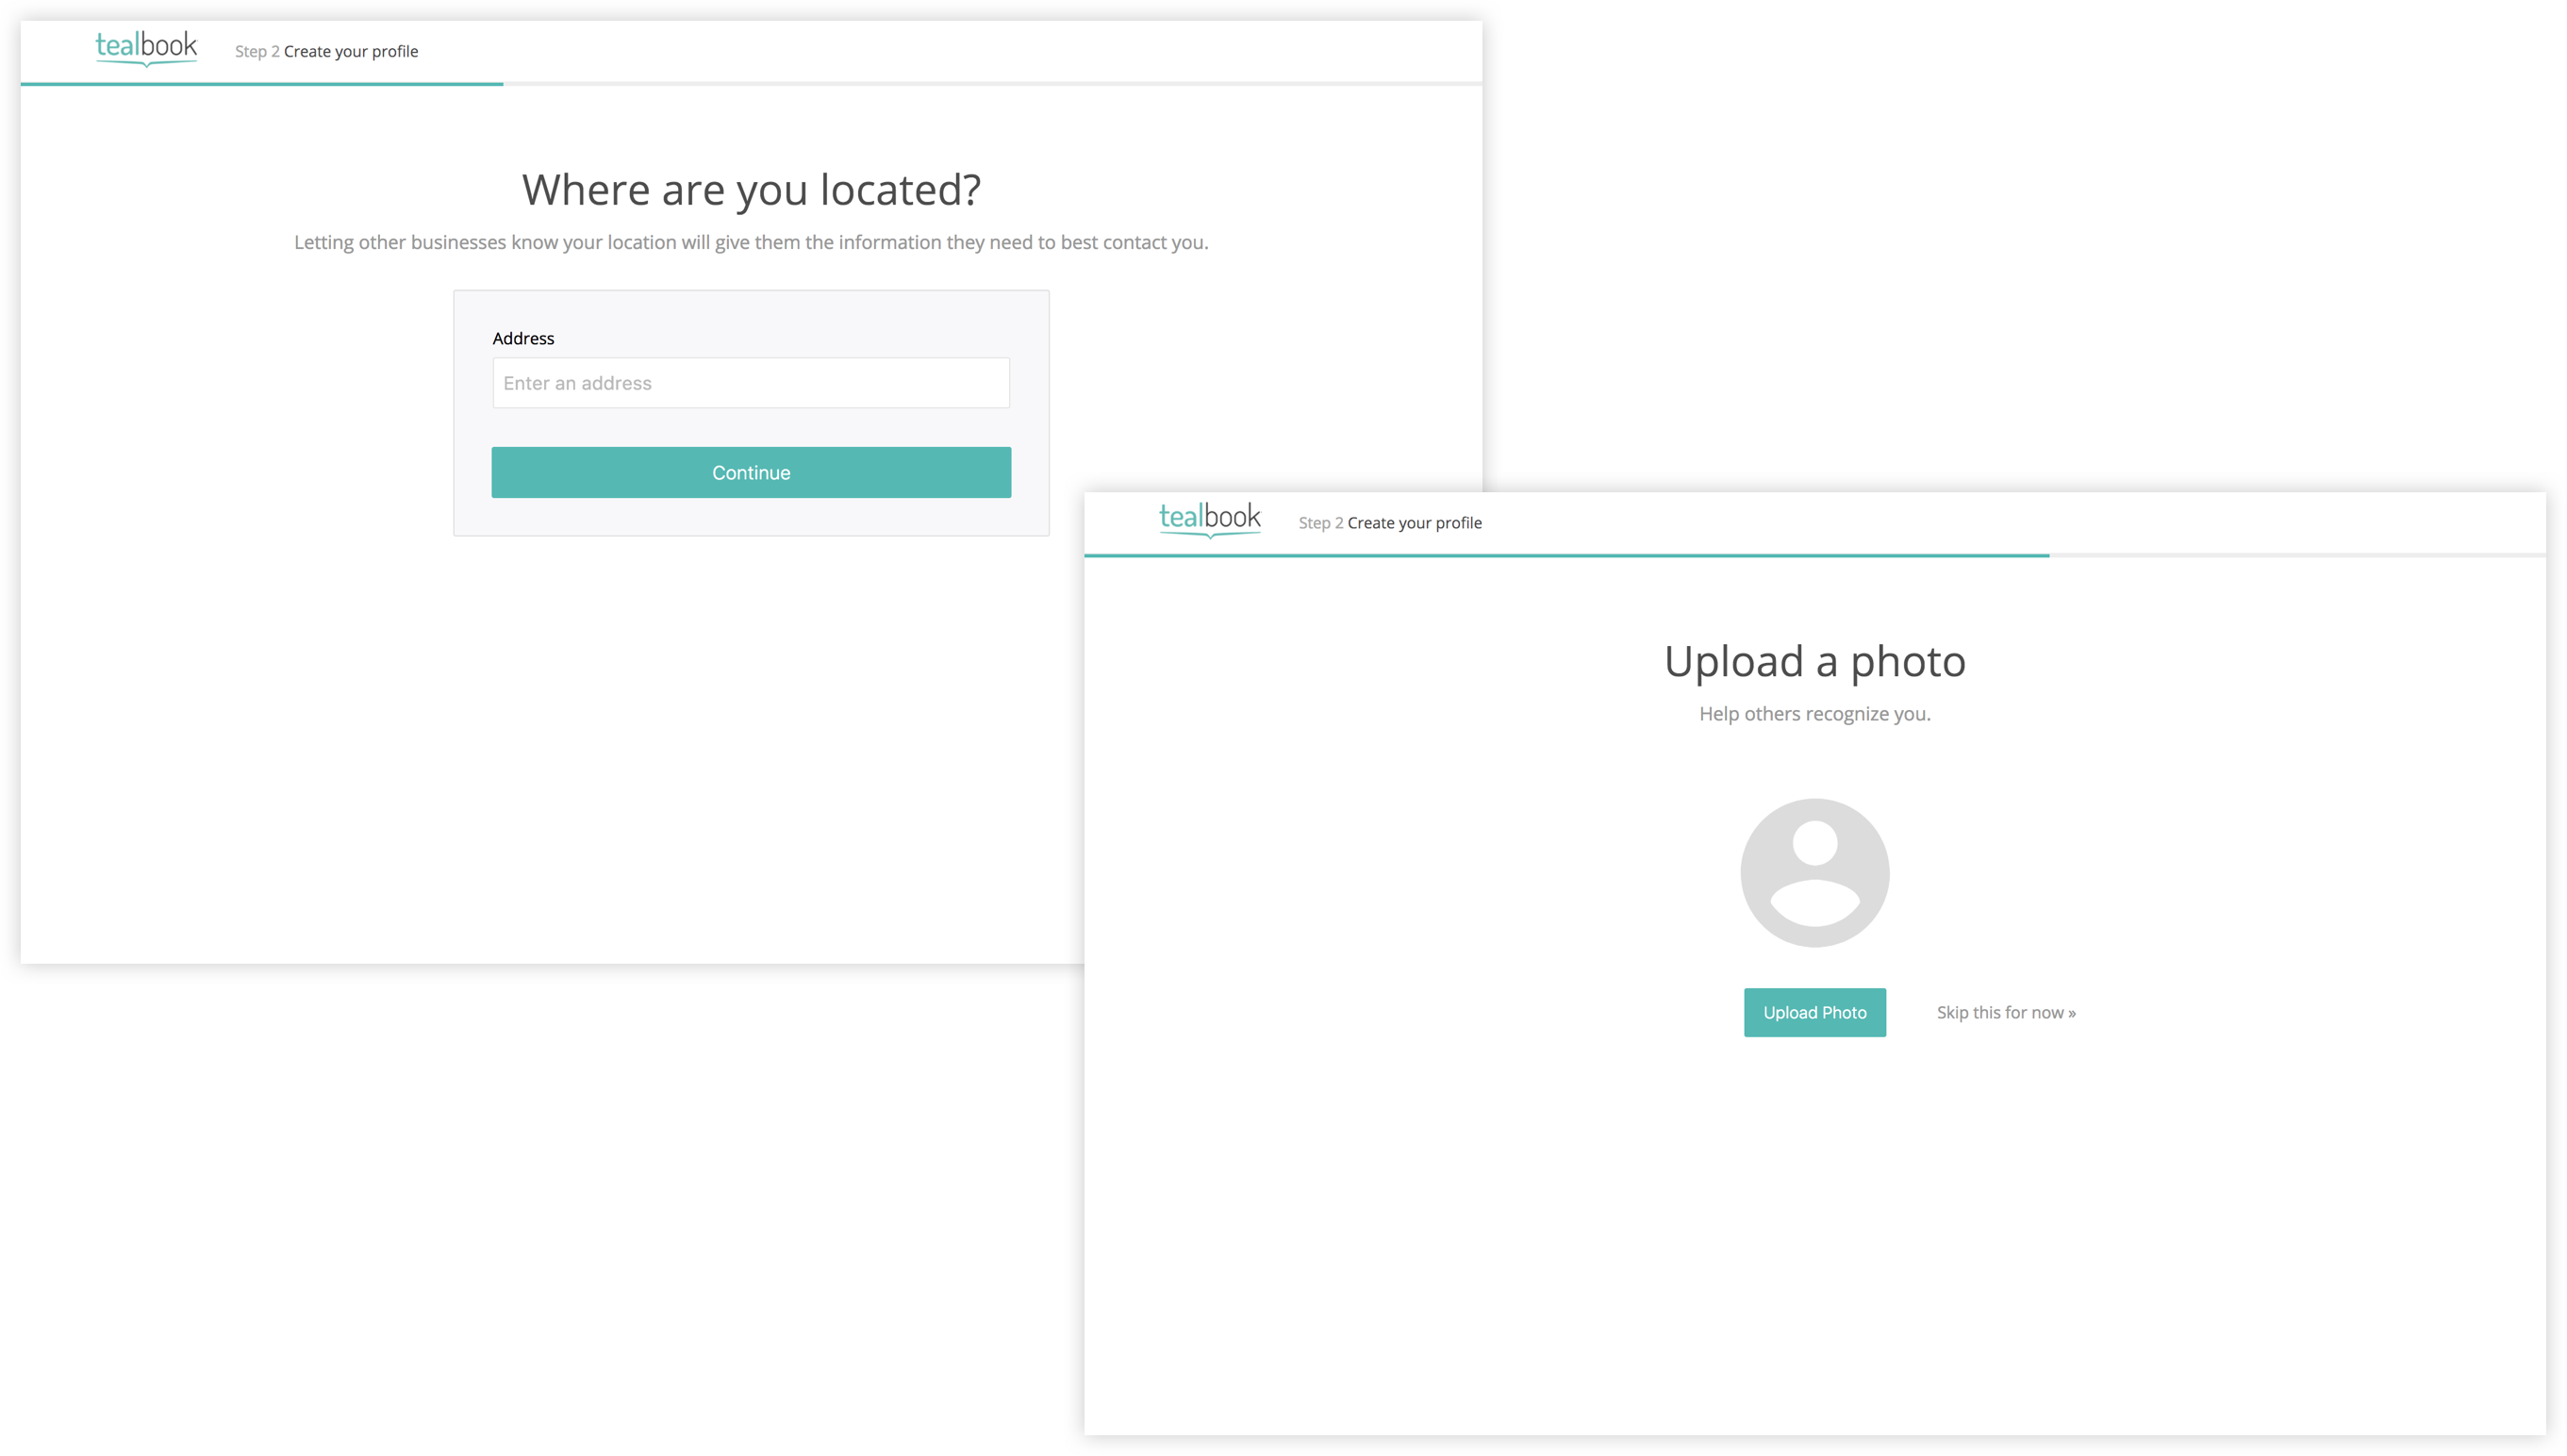 tealbook
Step 2 Create your profile
Where are you located?
Letting other businesses know your location will give them the information they need to best contact you.
Address
Enter an address
Continue
tealbook
Step 2 Create your profile
Upload a photo
Help others recognize you.
Upload Photo
Skip this for now »